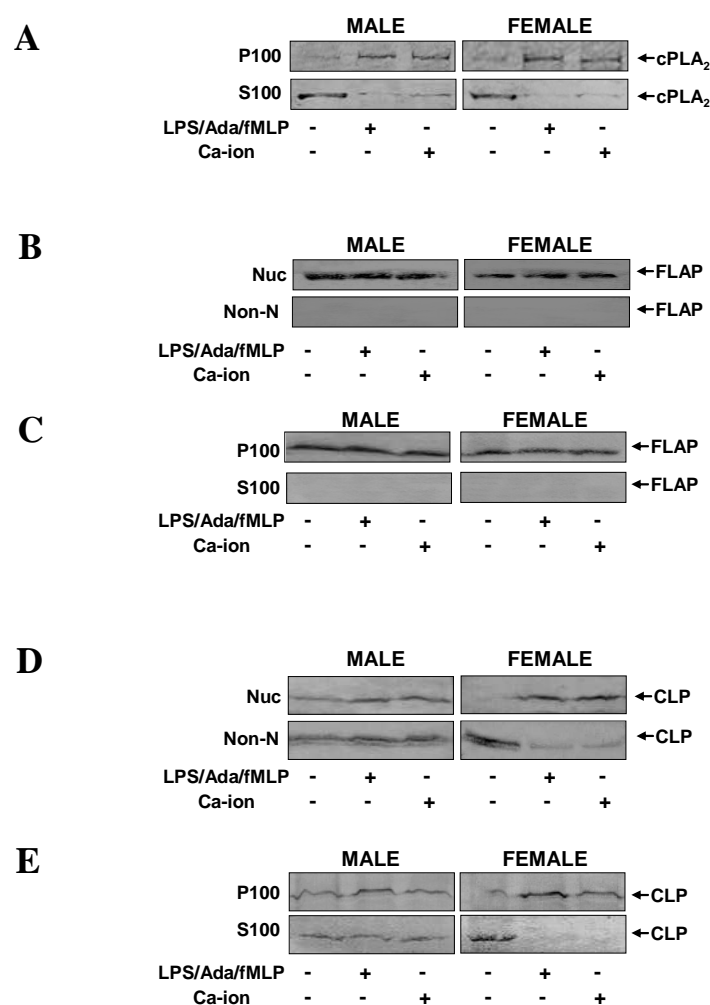 A
MALE FEMALE
P100 ←cPLA2
S100 ←cPLA2
LPS/Ada/fMLP - + - - + -
Ca-ion - - + - - +
B
MALE FEMALE
Nuc ←FLAP
Non-N ←FLAP
LPS/Ada/fMLP - + - - + -
Ca-ion - - + - - +
C
MALE FEMALE
P100 ←FLAP
S100 ←FLAP
LPS/Ada/fMLP - + - - + -
Ca-ion - - + - - +
D
MALE FEMALE
Nuc ←CLP
Non-N ←CLP
LPS/Ada/fMLP - + - - + -
Ca-ion - - + - - +
E
MALE FEMALE
P100 ←CLP
S100 ←CLP
LPS/Ada/fMLP - + - - + -
Ca-ion - - + - - +